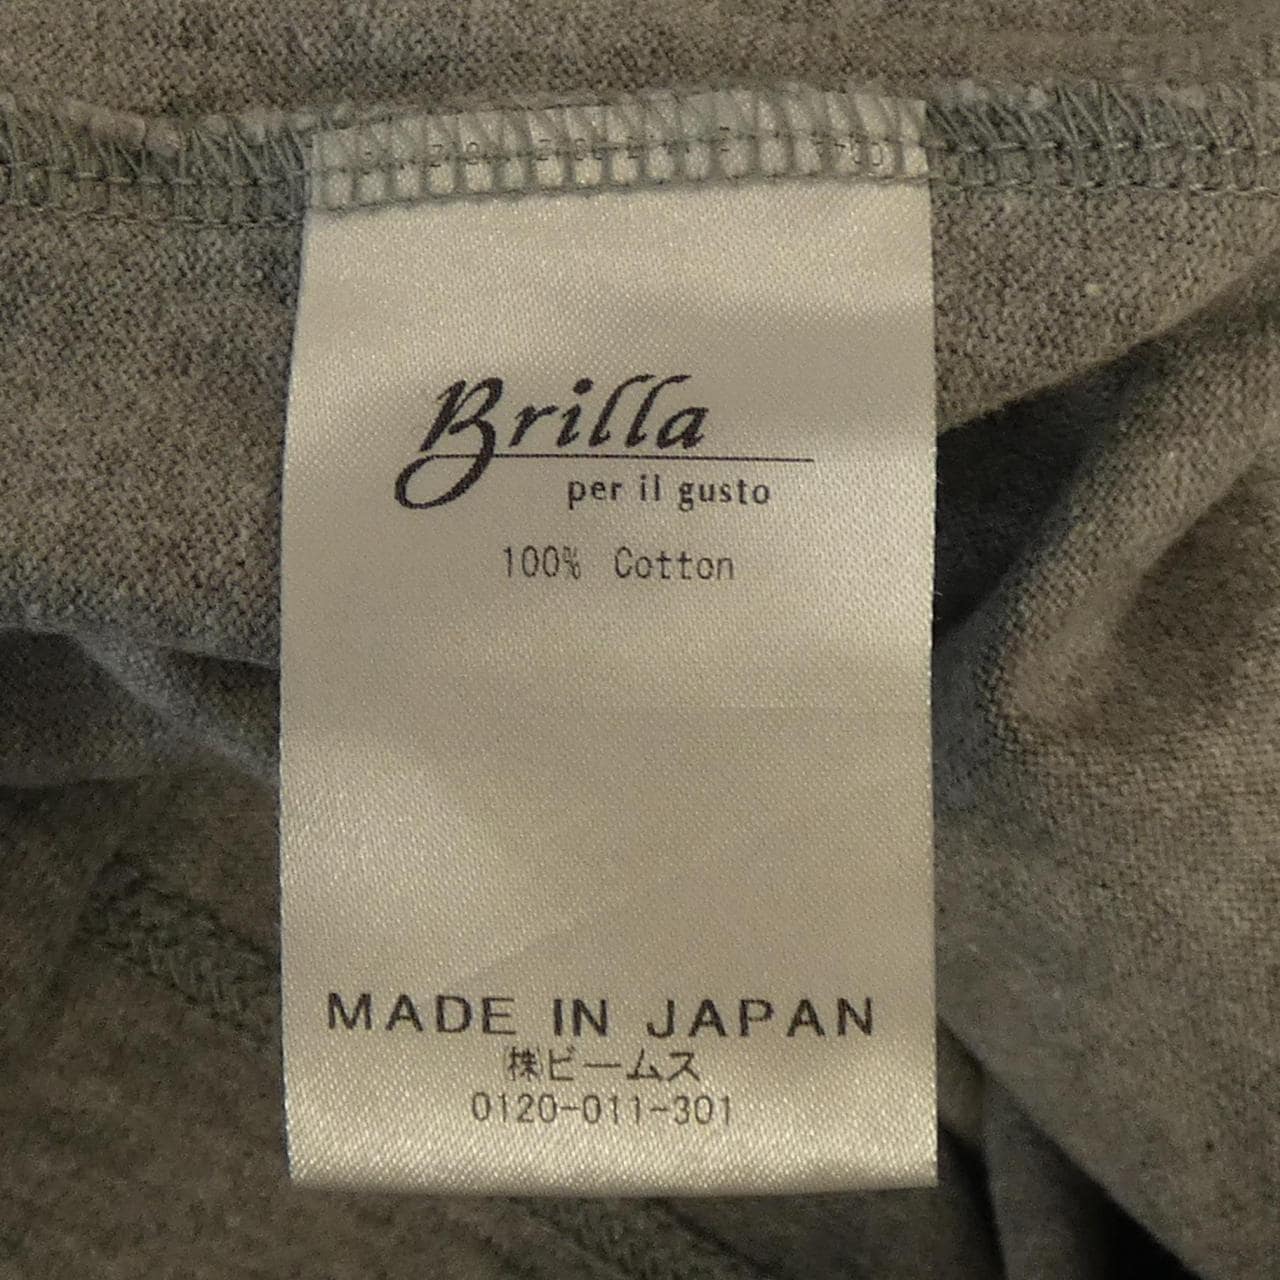 Brilla
per il gusto
100% Cotton
MADE IN JAPAN
㈱ビームス
0120-011-301